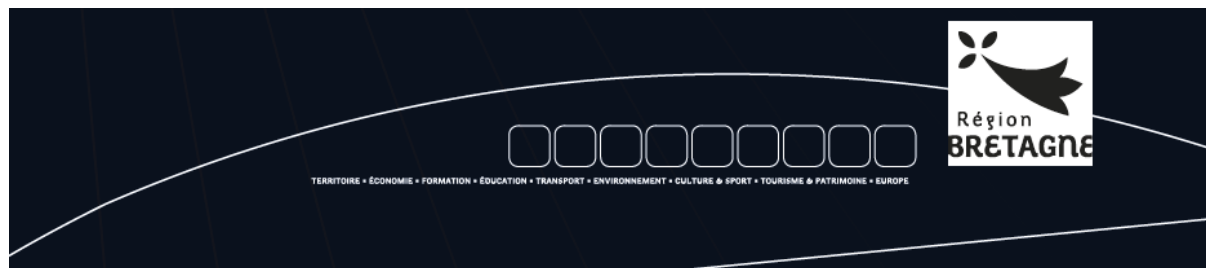 Région
BRETAGNE
TERRITOIRE • ÉCONOMIE • FORMATION • ÉDUCATION • TRANSPORT • ENVIRONNEMENT • CULTURE & SPORT • TOURISME & PATRIMOINE • EUROPE